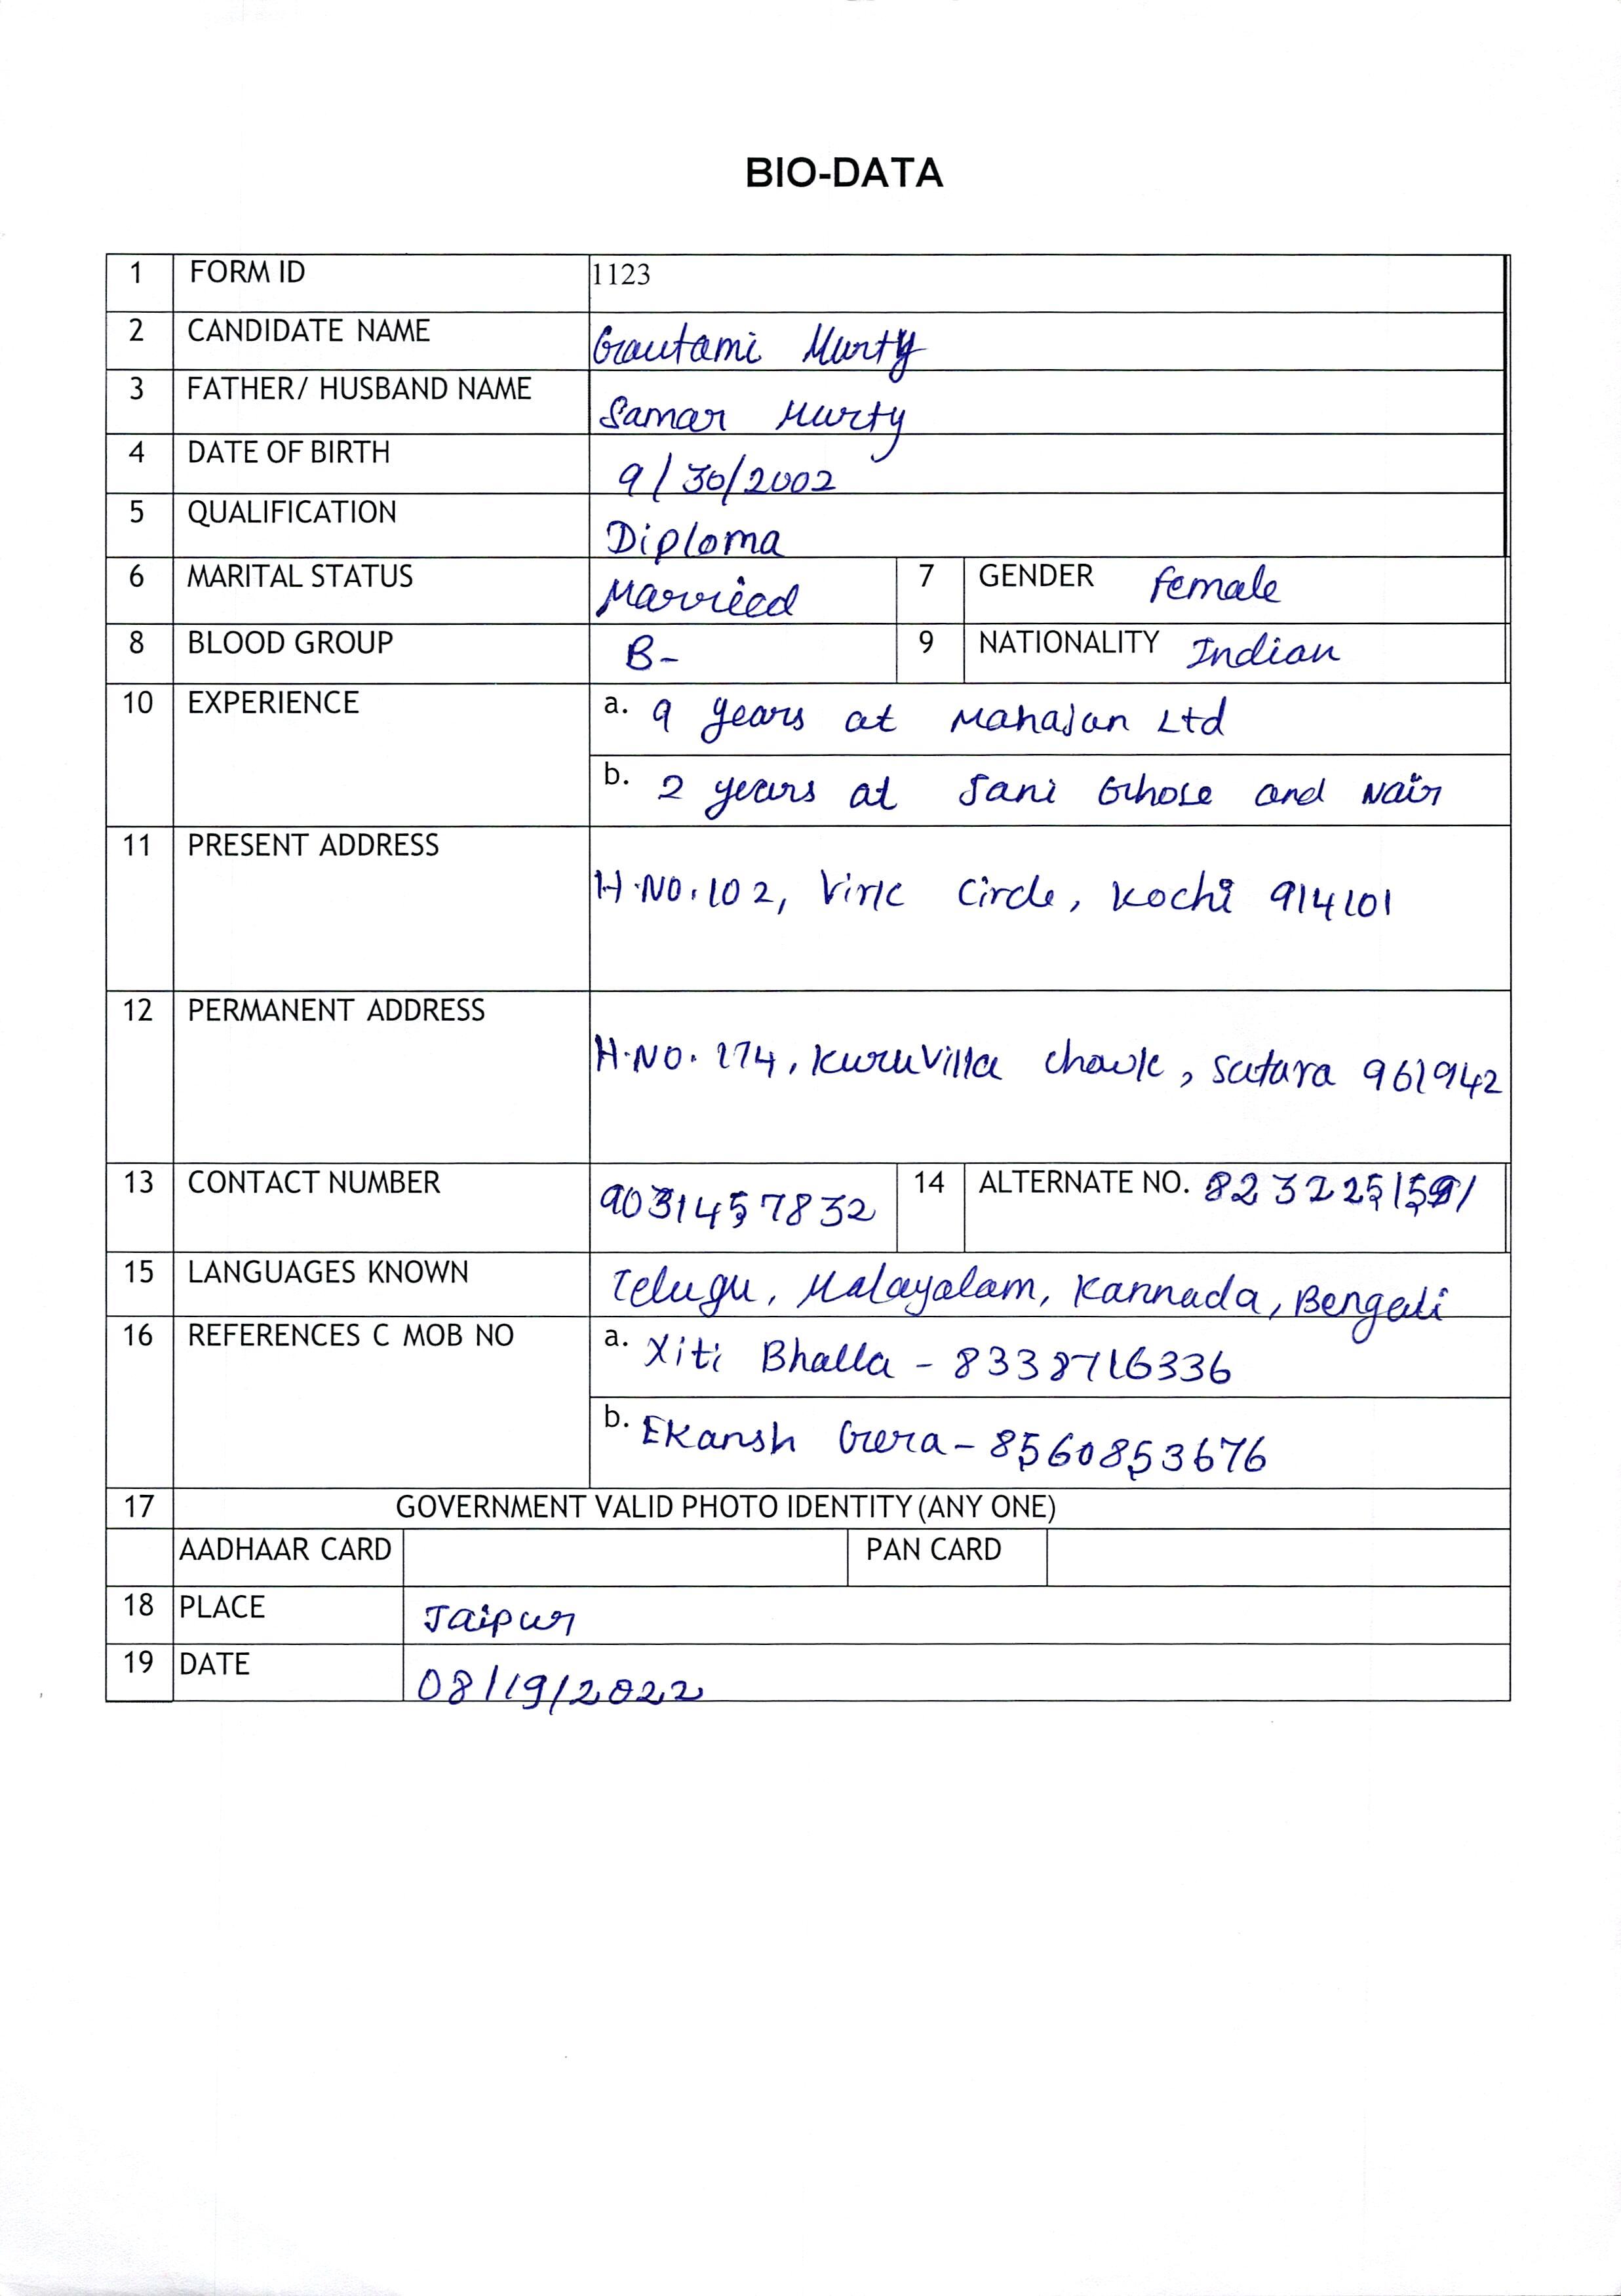 BIO-DATA
1 FORM ID 1123
2 CANDIDATE NAME Gautami Murty
3 FATHER/ HUSBAND NAME Samar Murty
4 DATE OF BIRTH 9/30/2002
5 QUALIFICATION Diploma
6 MARITAL STATUS Married 7 GENDER female
8 BLOOD GROUP B- 9 NATIONALITY Indian
10 EXPERIENCE a. 9 years at Mahajan Ltd
b. 2 years at Sani Ghose and Nair
11 PRESENT ADDRESS
H.NO.102, Virk Circle, Kochi 914101
12 PERMANENT ADDRESS
H.NO. 274, Kuruvilla Chowk, Satara 961942
13 CONTACT NUMBER 9031457832 14 ALTERNATE NO.
15 LANGUAGES KNOWN Telugu, Malayalam, Kannada, Bengali
16 REFERENCES C MOB NO a. Xiti Bhalla - 8338716336
b. Ekansh Gera - 8560853676
17 GOVERNMENT VALID PHOTO IDENTITY (ANY ONE)
AADHAAR CARD PAN CARD
18 PLACE Jaipur
19 DATE 08/19/2022